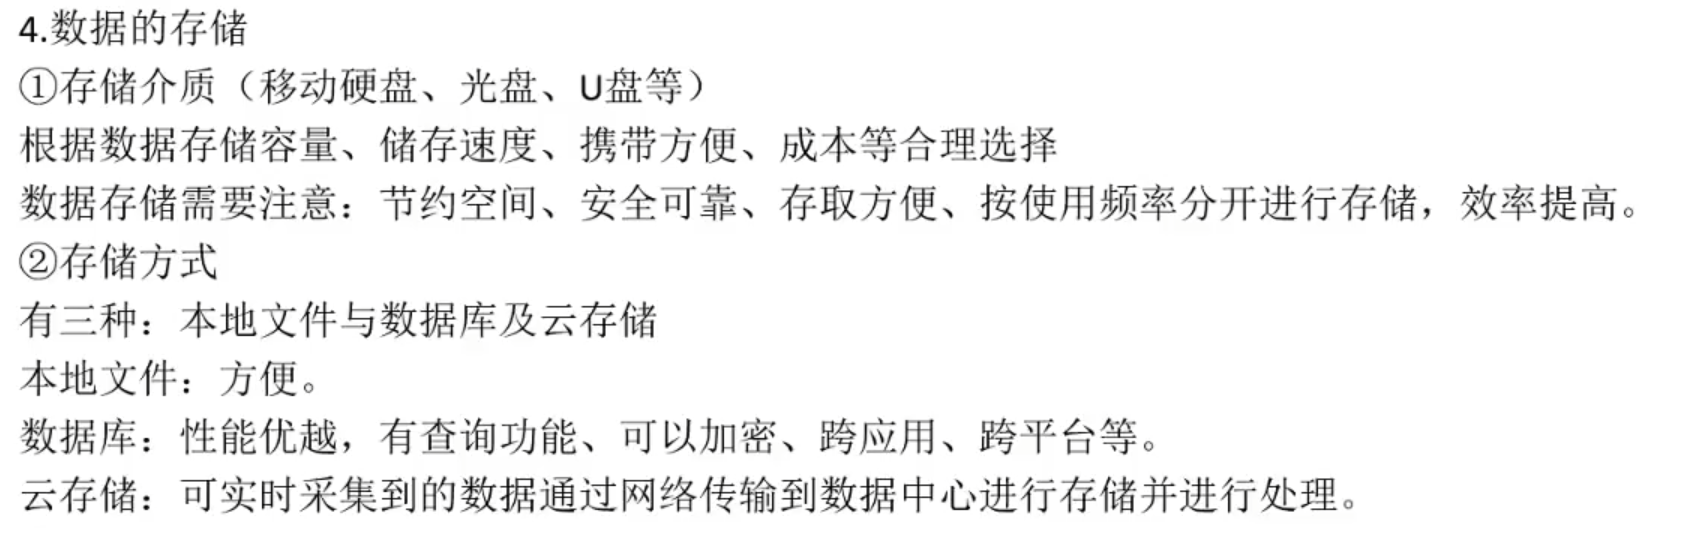 4.数据的存储
①存储介质（移动硬盘、光盘、U盘等）
根据数据存储容量、储存速度、携带方便、成本等合理选择
数据存储需要注意：节约空间、安全可靠、存取方便、按使用频率分开进行存储，效率提高。
②存储方式
有三种：本地文件与数据库及云存储
本地文件：方便。
数据库：性能优越，有查询功能、可以加密、跨应用、跨平台等。
云存储：可实时采集到的数据通过网络传输到数据中心进行存储并进行处理。